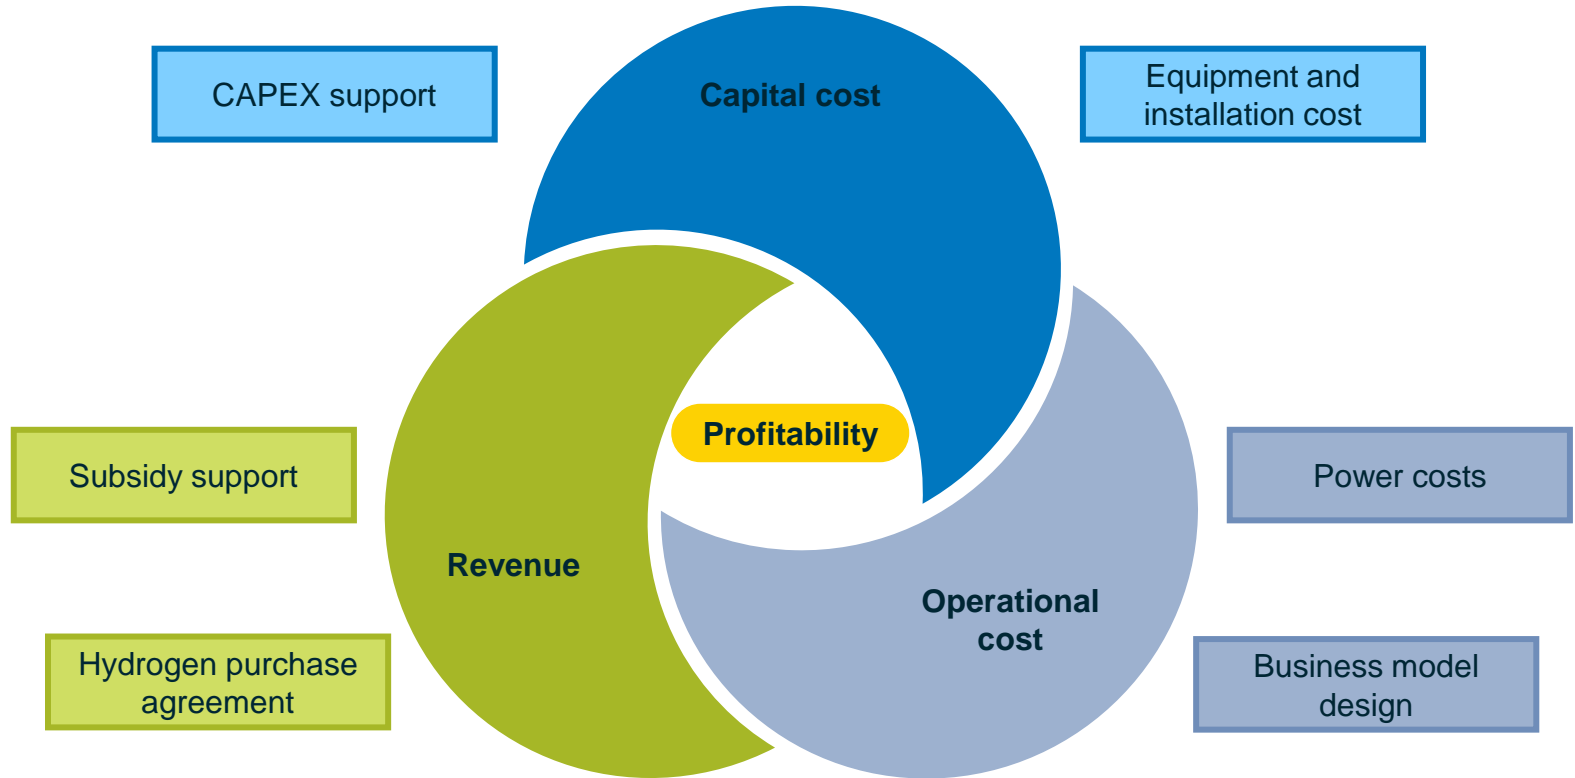 CAPEX support
Capital cost
Equipment and
installation cost
Profitability
Subsidy support
Power costs
Revenue
Operational
cost
Hydrogen purchase
agreement
Business model
design